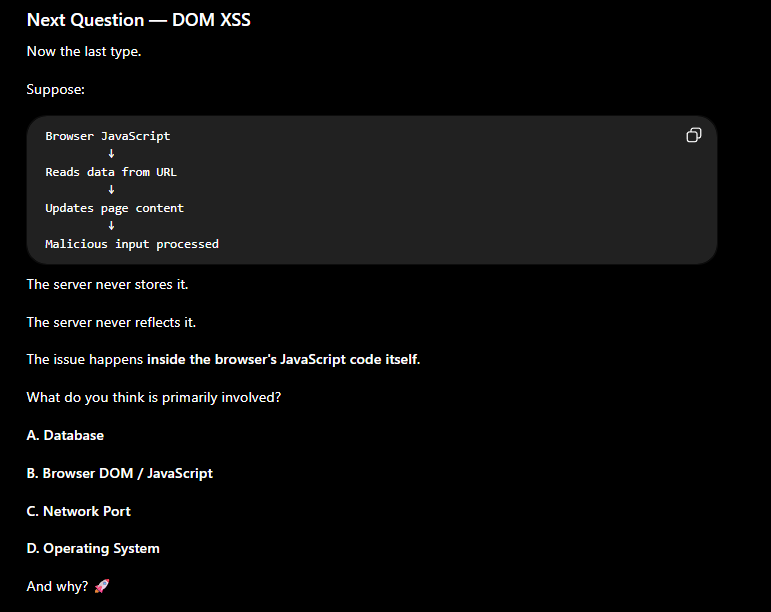 Next Question — DOM XSS
Now the last type.
Suppose:
Browser JavaScript
↓
Reads data from URL
↓
Updates page content
↓
Malicious input processed
The server never stores it.
The server never reflects it.
The issue happens inside the browser's JavaScript code itself.
What do you think is primarily involved?
A. Database
B. Browser DOM / JavaScript
C. Network Port
D. Operating System
And why? 🚀